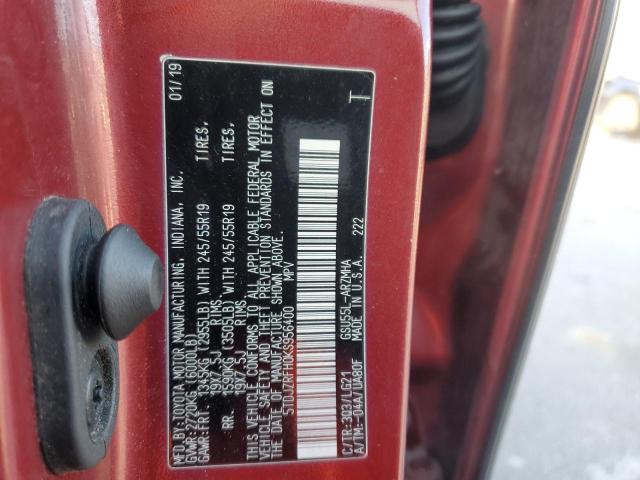 MFD.BY:TOYOTA MOTOR MANUFACTURING, INDIANA, INC. 01/19
GVWR:2720KG (6000LB)
GAWR:FRT. 1345KG (2955LB) WITH 245/55R19 TIRES,
19X7.5J RIMS,
RR. 1590KG (3505LB) WITH 245/55R19 TIRES,
19X7.5J RIMS,
THIS VEHICLE CONFORMS TO ALL APPLICABLE FEDERAL MOTOR
VEHICLE SAFETY AND THEFT PREVENTION STANDARDS IN EFFECT ON
THE DATE OF MANUFACTURE SHOWN ABOVE.
5TDJZRFH0KS956400 MPV
C/TR:3Q3/LG21 GSU55L-ARZMHA 222 T
A/TM:-04A/UA80F MADE IN U.S.A.